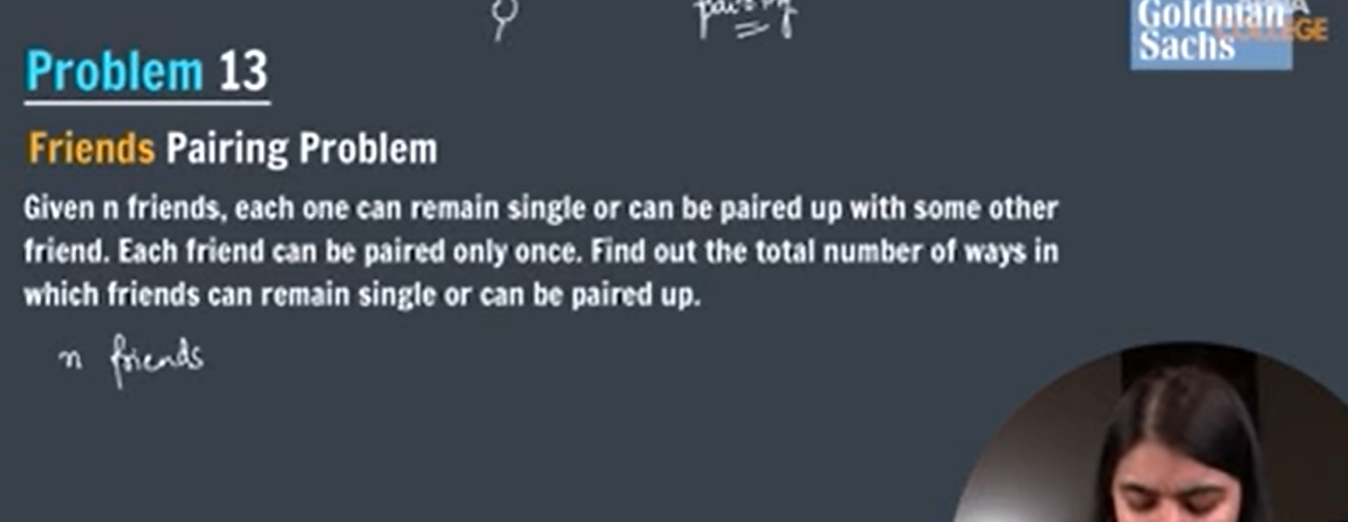 pairing
Goldman
Sachs
COLLEGE
Problem 13
Friends Pairing Problem
Given n friends, each one can remain single or can be paired up with some other
friend. Each friend can be paired only once. Find out the total number of ways in
which friends can remain single or can be paired up.
n friends